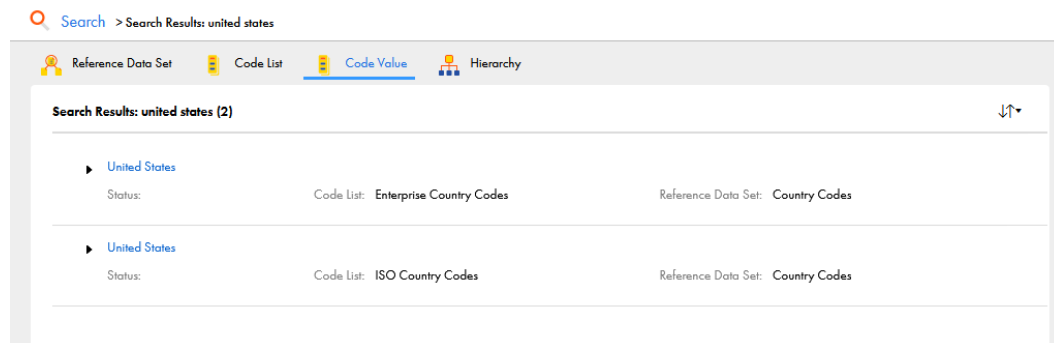 Search > Search Results: united states
Reference Data Set Code List Code Value Hierarchy
Search Results: united states (2)
United States
Status: Code List: Enterprise Country Codes Reference Data Set: Country Codes
United States
Status: Code List: ISO Country Codes Reference Data Set: Country Codes